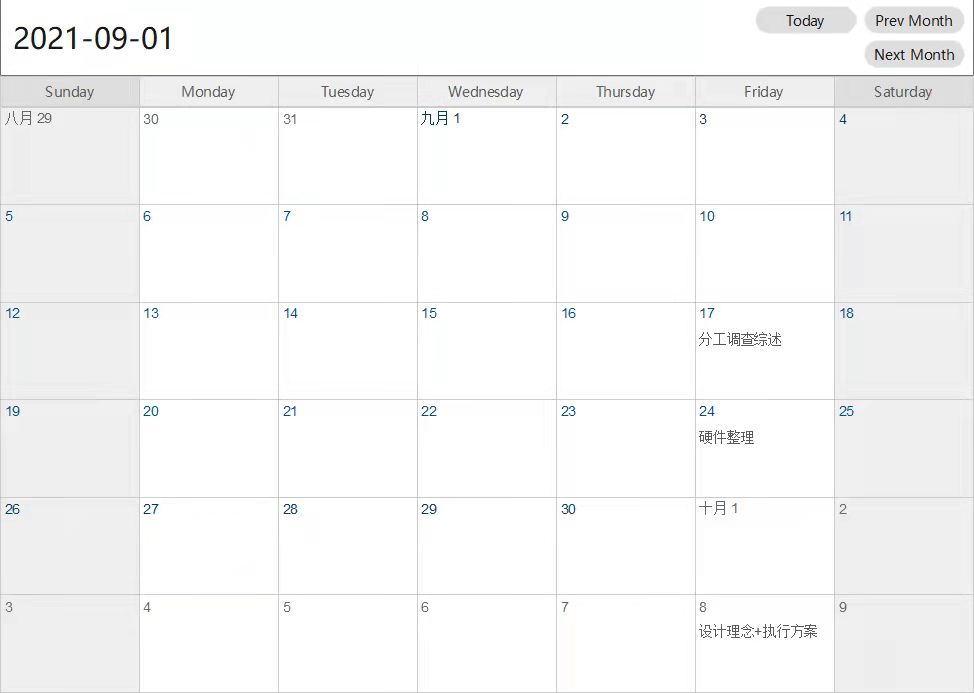 2021-09-01
Today
Prev Month
Next Month
Sunday Monday Tuesday Wednesday Thursday Friday Saturday
八月 29 30 31 九月 1 2 3 4
5 6 7 8 9 10 11
12 13 14 15 16 17 18
分工调查综述
19 20 21 22 23 24 25
硬件整理
26 27 28 29 30 十月 1 2
3 4 5 6 7 8 9
设计理念+执行方案